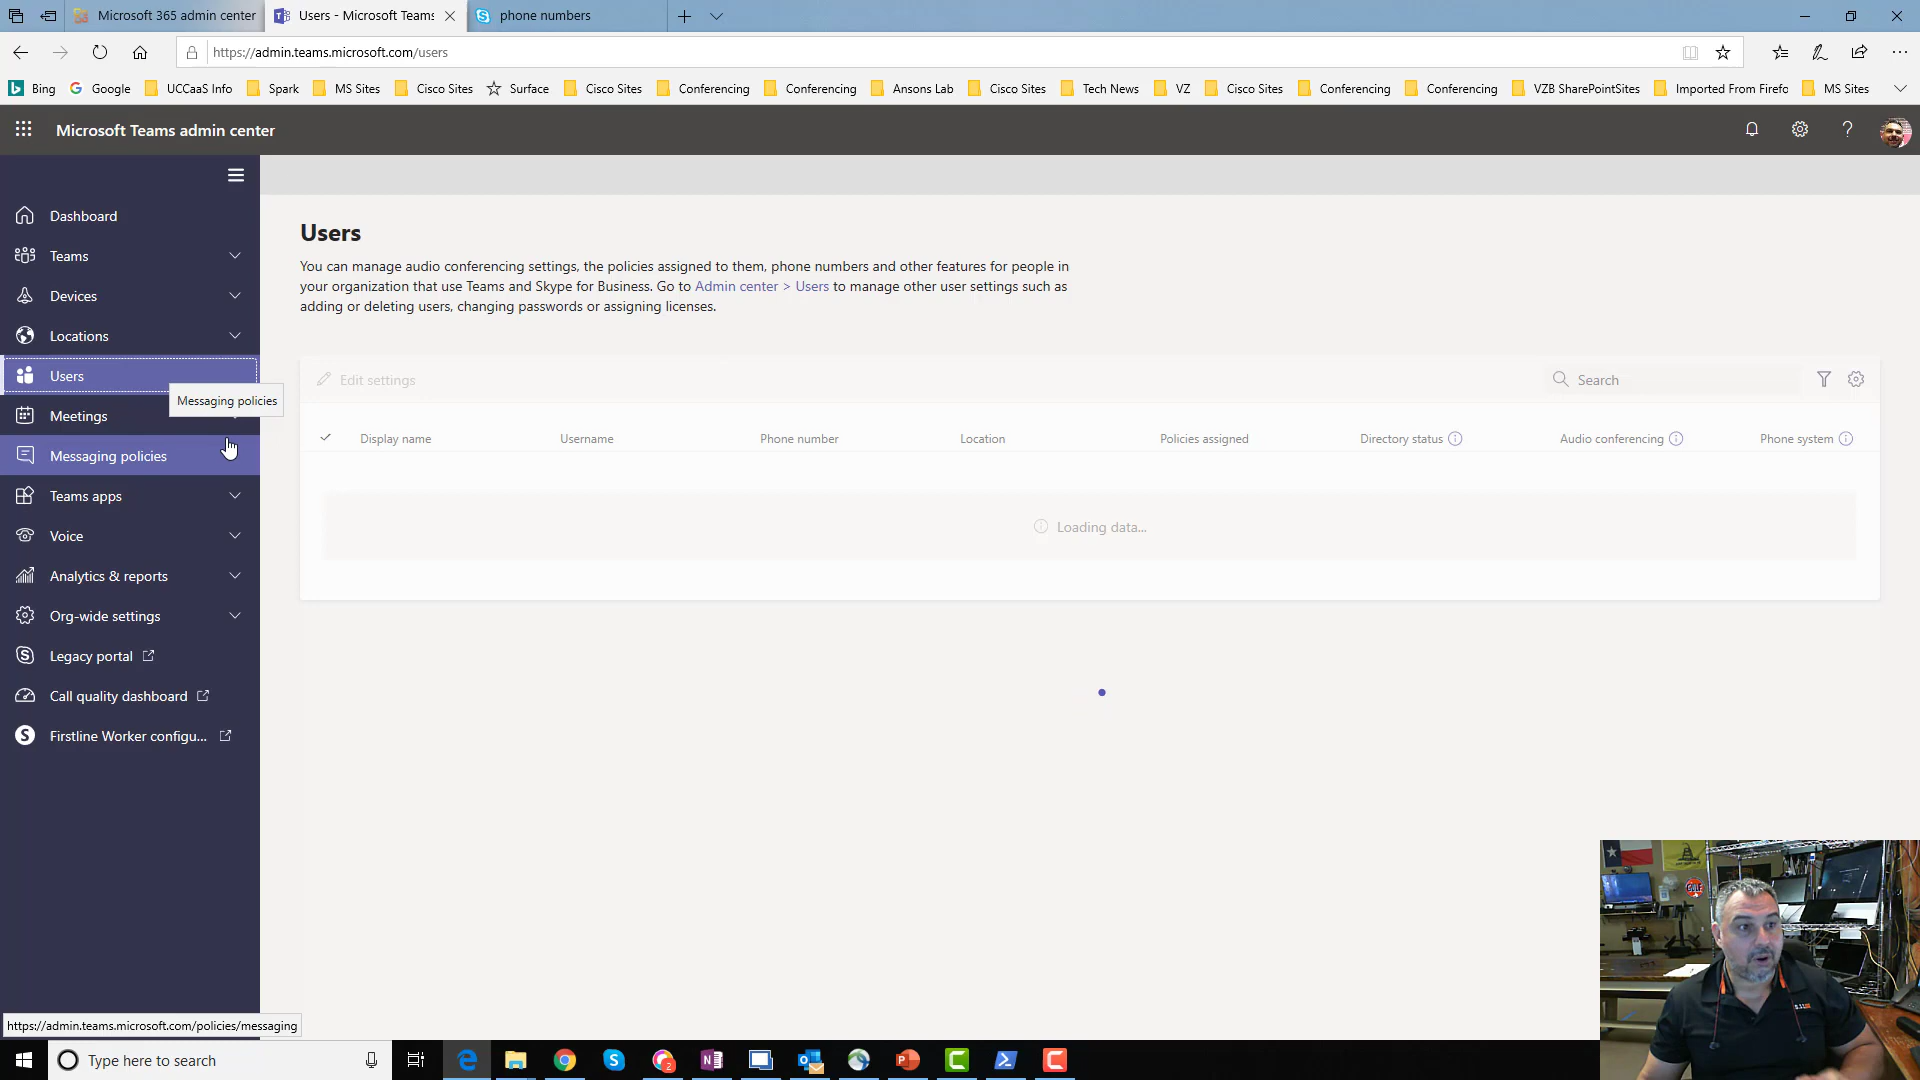 Microsoft 365 admin center
Users - Microsoft Teams
phone numbers
https://admin.teams.microsoft.com/users
Bing
Google
UCCaaS Info
Spark
MS Sites
Cisco Sites
Surface
Cisco Sites
Conferencing
Conferencing
Ansons Lab
Cisco Sites
Tech News
VZ
Cisco Sites
Conferencing
Conferencing
VZB SharePointSites
Imported From Firefo
MS Sites
Microsoft Teams admin center
Dashboard
Teams
Devices
Locations
Users
Messaging policies
Meetings
Messaging policies
Teams apps
Voice
Analytics & reports
Org-wide settings
Legacy portal
Call quality dashboard
Firstline Worker configu...
https://admin.teams.microsoft.com/policies/messaging
Users
You can manage audio conferencing settings, the policies assigned to them, phone numbers and other features for people in
your organization that use Teams and Skype for Business. Go to Admin center > Users to manage other user settings such as
adding or deleting users, changing passwords or assigning licenses.
Edit settings
Search
Display name
Username
Phone number
Location
Policies assigned
Directory status
Audio conferencing
Phone system
Loading data...
Type here to search